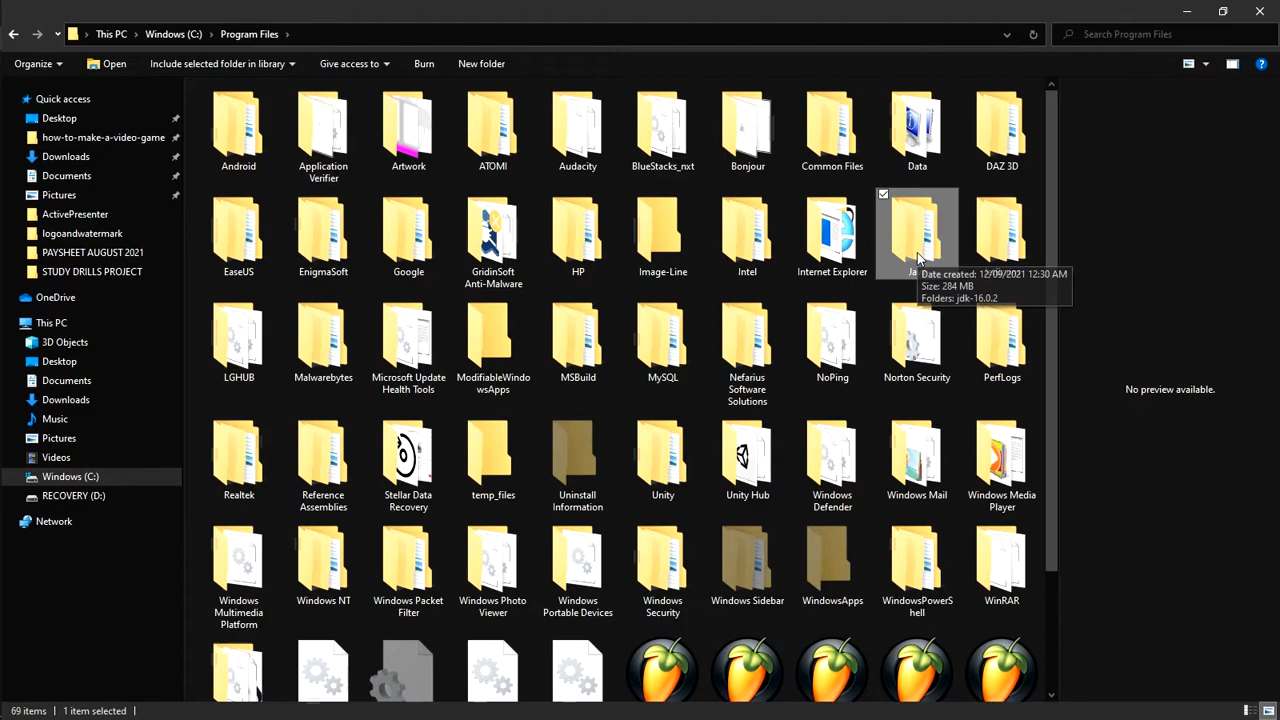 This PC
Windows (C:)
Program Files
Search Program Files
Organize
Open
Include selected folder in library
Give access to
Burn
New folder
Quick access
Desktop
how-to-make-a-video-game
Downloads
Documents
Pictures
ActivePresenter
logoandwatermark
PAYSHEET AUGUST 2021
STUDY DRILLS PROJECT
OneDrive
This PC
3D Objects
Desktop
Documents
Downloads
Music
Pictures
Videos
Windows (C:)
RECOVERY (D:)
Network
Android
Application
Verifier
Artwork
ATOMI
Audacity
BlueStacks_nxt
Bonjour
Common Files
Data
DAZ 3D
EaseUS
EnigmaSoft
Google
GridinSoft
Anti-Malware
HP
Image-Line
Intel
Internet Explorer
Date created: 12/09/2021 12:30 AM
Size: 284 MB
Folders: jdk-16.0.2
LGHUB
Malwarebytes
Microsoft Update
Health Tools
ModifiableWindo
wsApps
MSBuild
MySQL
Nefarius
Software
Solutions
NoPing
Norton Security
PerfLogs
Realtek
Reference
Assemblies
Stellar Data
Recovery
temp_files
Uninstall
Information
Unity
Unity Hub
Windows
Defender
Windows Mail
Windows Media
Player
Windows
Multimedia
Platform
Windows NT
Windows Packet
Filter
Windows Photo
Viewer
Windows
Portable Devices
Windows
Security
Windows Sidebar
WindowsApps
WindowsPowerS
hell
WinRAR
No preview available.
69 items
1 item selected